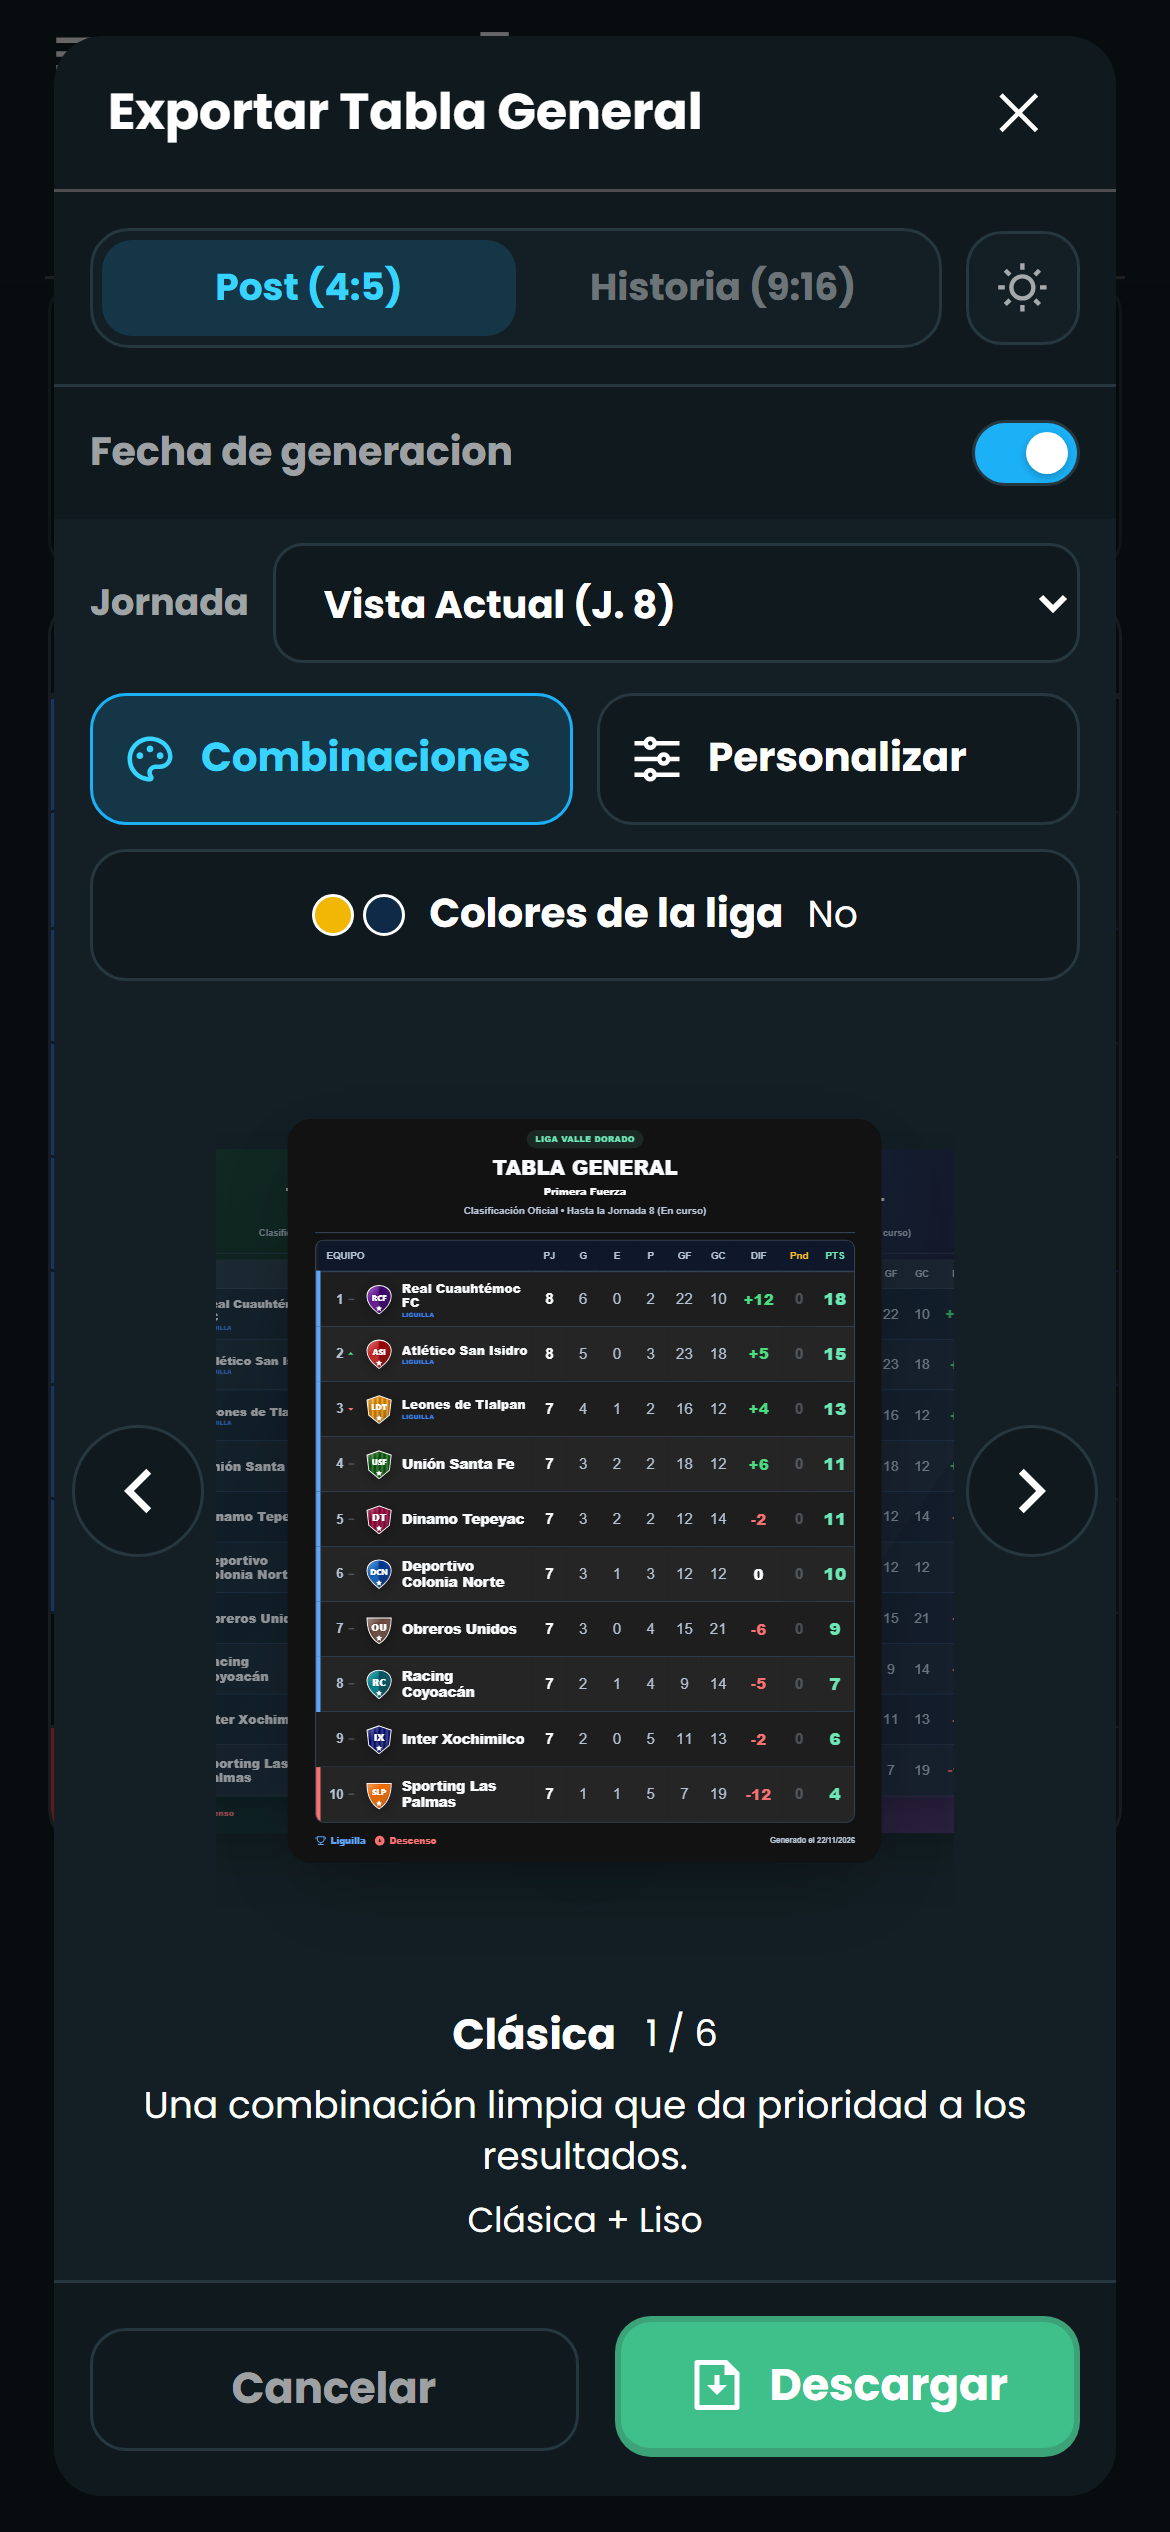 Exportar Tabla General
Post (4:5) Historia (9:16)
Fecha de generacion
Jornada Vista Actual (J. 8)
Combinaciones Personalizar
Colores de la liga No
LIGA VALLE DORADO
TABLA GENERAL
Primera Fuerza
Clasificación Oficial • Hasta la Jornada 8 (En curso)
EQUIPO PJ G E P GF GC DIF Pnd PTS
1 – RCF Real Cuauhtémoc FC LIGUILLA 8 6 0 2 22 10 +12 0 18
2 ASI Atlético San Isidro LIGUILLA 8 5 0 3 23 18 +5 0 15
3 LDT Leones de Tlalpan LIGUILLA 7 4 1 2 16 12 +4 0 13
4 – USF Unión Santa Fe 7 3 2 2 18 12 +6 0 11
5 – DT Dinamo Tepeyac 7 3 2 2 12 14 -2 0 11
6 – DCN Deportivo Colonia Norte 7 3 1 3 12 12 0 0 10
7 – OU Obreros Unidos 7 3 0 4 15 21 -6 0 9
8 – RC Racing Coyoacán 7 2 1 4 9 14 -5 0 7
9 – IX Inter Xochimilco 7 2 0 5 11 13 -2 0 6
10 – SLP Sporting Las Palmas 7 1 1 5 7 19 -12 0 4
Liguilla Descenso Generado el 22/11/2026
Clásica 1 / 6
Una combinación limpia que da prioridad a los
resultados.
Clásica + Liso
Cancelar Descargar